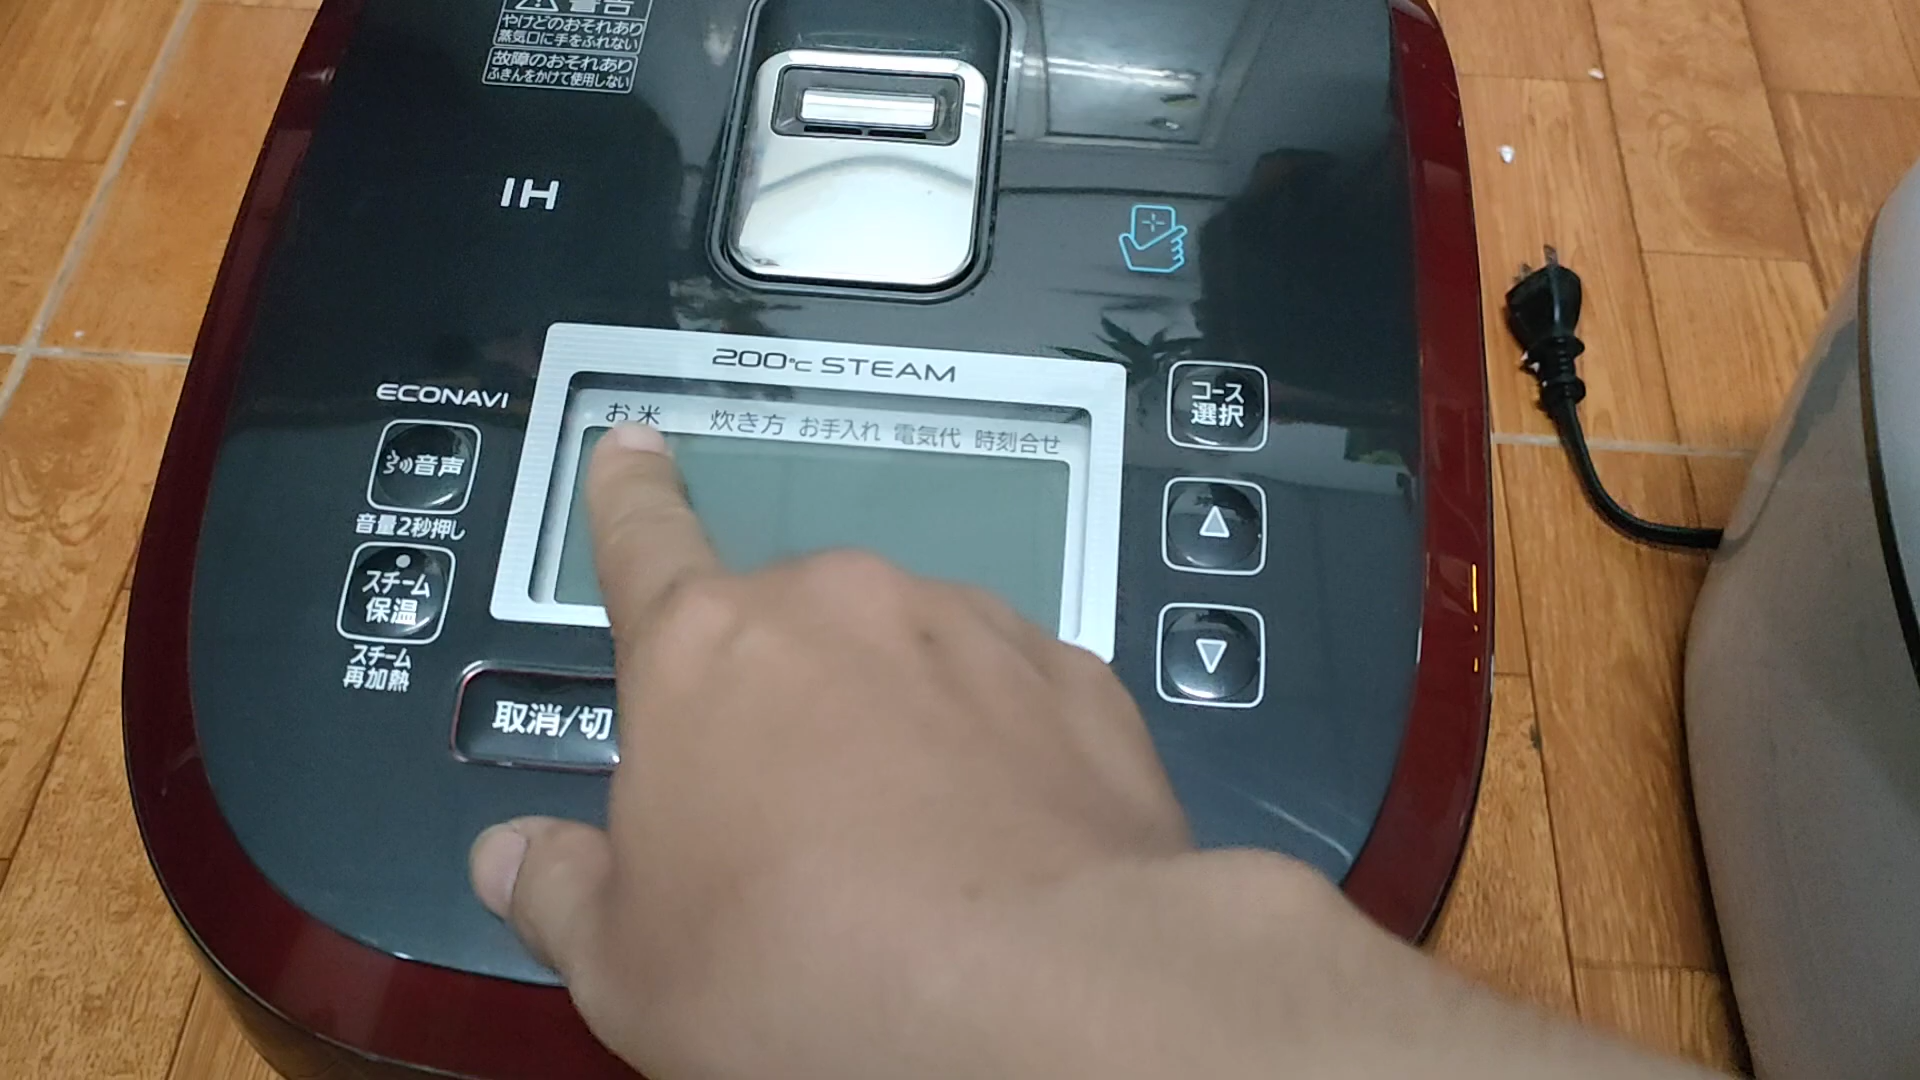 警告
やけどのおそれあり
蒸気口に手をふれない
故障のおそれあり
ふきんをかけて使用しない
IH
200℃ STEAM
ECONAVI
お米 炊き方 お手入れ 電気代 時刻合せ
コース
選択
音声
音量2秒押し
スチーム
保温
スチーム
再加熱
取消/切